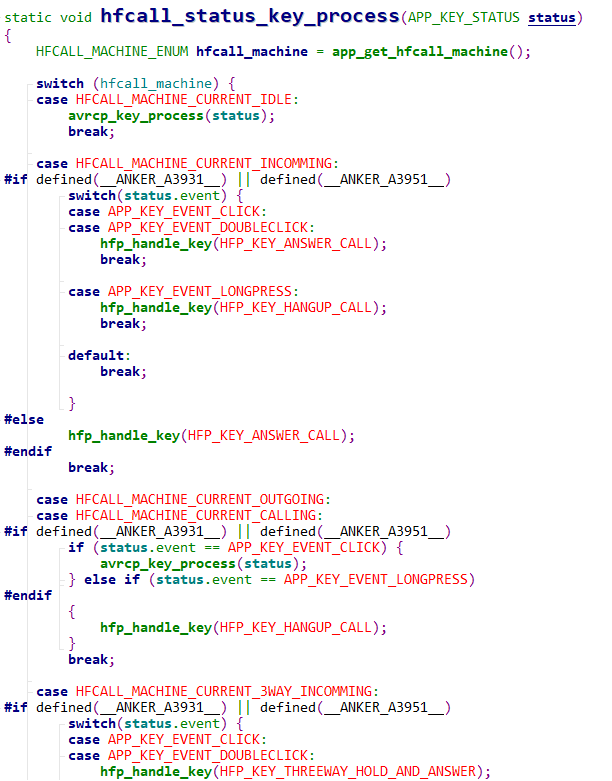 static void hfcall_status_key_process(APP_KEY_STATUS status)
{
    HFCALL_MACHINE_ENUM hfcall_machine = app_get_hfcall_machine();

    switch (hfcall_machine) {
    case HFCALL_MACHINE_CURRENT_IDLE:
        avrcp_key_process(status);
        break;

    case HFCALL_MACHINE_CURRENT_INCOMMING:
#if defined(__ANKER_A3931__) || defined(__ANKER_A3951__)
        switch(status.event) {
        case APP_KEY_EVENT_CLICK:
        case APP_KEY_EVENT_DOUBLECLICK:
            hfp_handle_key(HFP_KEY_ANSWER_CALL);
            break;

        case APP_KEY_EVENT_LONGPRESS:
            hfp_handle_key(HFP_KEY_HANGUP_CALL);
            break;

        default:
            break;

        }
#else
        hfp_handle_key(HFP_KEY_ANSWER_CALL);
#endif
        break;

    case HFCALL_MACHINE_CURRENT_OUTGOING:
    case HFCALL_MACHINE_CURRENT_CALLING:
#if defined(__ANKER_A3931__) || defined(__ANKER_A3951__)
        if (status.event == APP_KEY_EVENT_CLICK) {
            avrcp_key_process(status);
        } else if (status.event == APP_KEY_EVENT_LONGPRESS)
#endif
        {
            hfp_handle_key(HFP_KEY_HANGUP_CALL);
        }
        break;

    case HFCALL_MACHINE_CURRENT_3WAY_INCOMMING:
#if defined(__ANKER_A3931__) || defined(__ANKER_A3951__)
        switch(status.event) {
        case APP_KEY_EVENT_CLICK:
        case APP_KEY_EVENT_DOUBLECLICK:
            hfp_handle_key(HFP_KEY_THREEWAY_HOLD_AND_ANSWER);